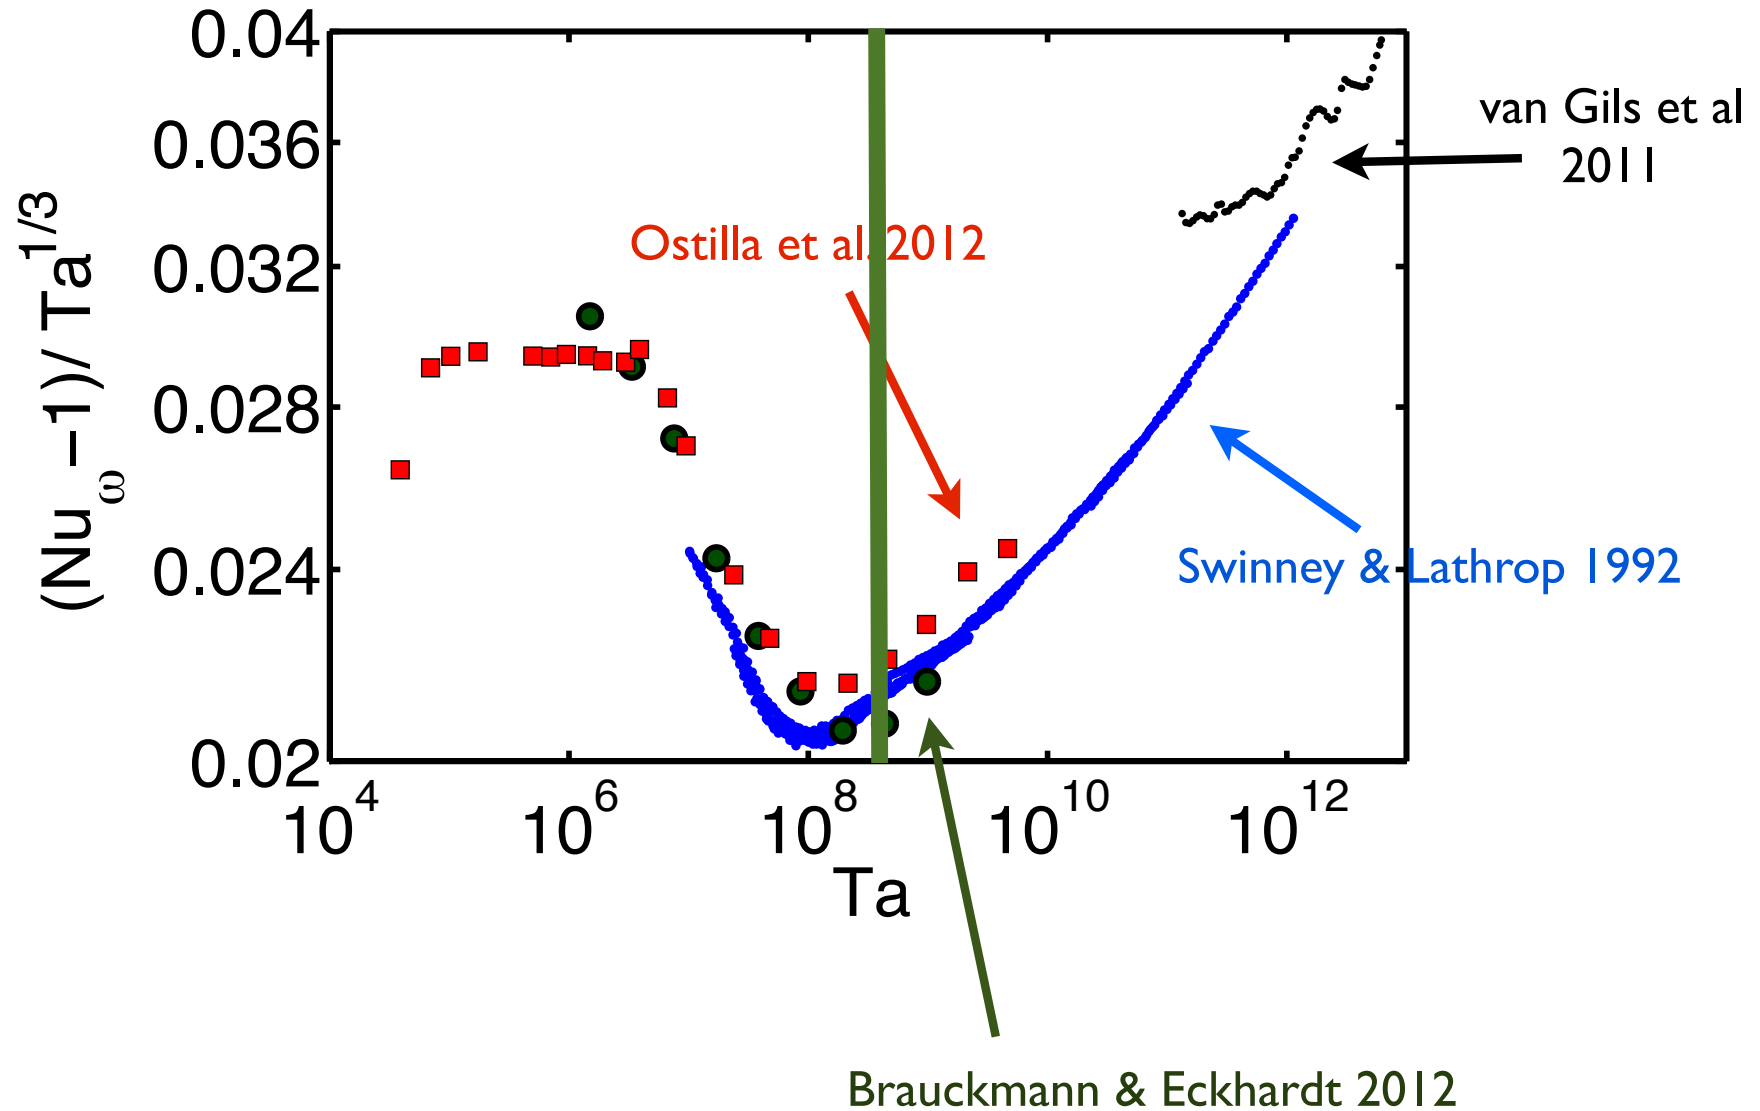 0.04
0.036
0.032
0.028
0.024
0.02
(Nu_ω −1)/ Ta^1/3
van Gils et al
2011
Ostilla et al. 2012
Swinney & Lathrop 1992
10^4 10^6 10^8 10^10 10^12
Ta
Brauckmann & Eckhardt 2012